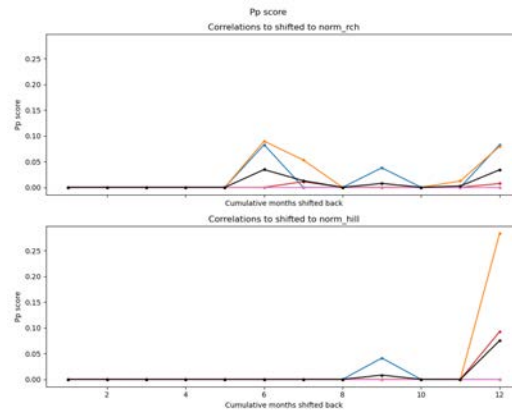 Pp score
Correlations to shifted to norm_rch
0.25
0.20
0.15
0.10
0.05
0.00
Pp score
Cumulative months shifted back
Correlations to shifted to norm_hill
0.25
0.20
0.15
0.10
0.05
0.00
Pp score
2 4 6 8 10 12
Cumulative months shifted back